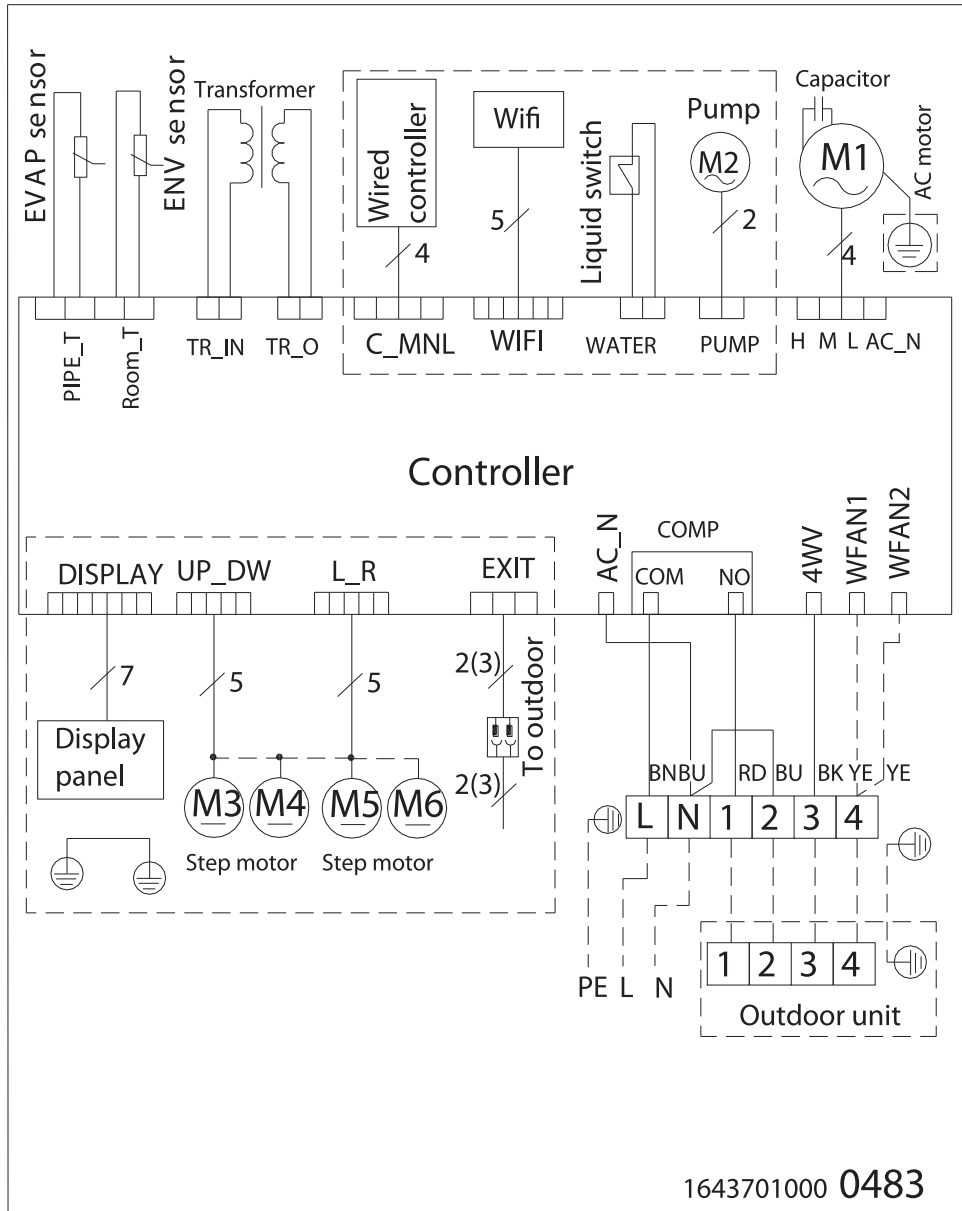 EVAP sensor
ENV sensor
Transformer
Wired
controller
4
Wifi
5
Liquid switch
Pump
M2
2
Capacitor
M1
AC motor
4
PIPE_T
Room_T
TR_IN
TR_O
C_MNL
WIFI
WATER
PUMP
H M L AC_N
Controller
DISPLAY
UP_DW
L_R
EXIT
AC_N
COMP
COM
NO
4WV
WFAN1
WFAN2
7
5
5
2(3)
To outdoor
2(3)
Display
panel
M3
M4
M5
M6
Step motor
Step motor
BN BU RD BU BK YE YE
L N 1 2 3 4
PE L N
1 2 3 4
Outdoor unit
1643701000 0483